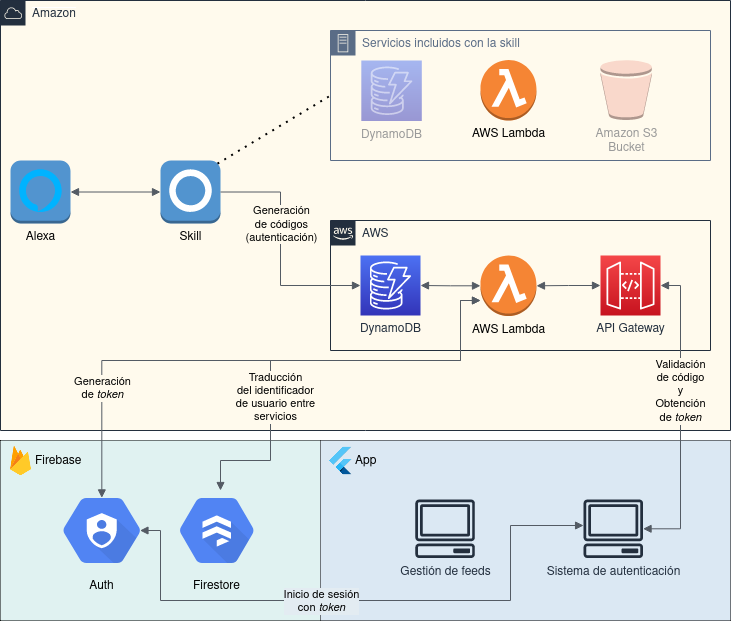 Amazon
Servicios incluidos con la skill
DynamoDB
AWS Lambda
Amazon S3
Bucket
Alexa
Skill
Generación
de códigos
(autenticación)
aws
AWS
DynamoDB
AWS Lambda
API Gateway
Generación
de token
Traducción
del identificador
de usuario entre
servicios
Validación
de código
y
Obtención
de token
Firebase
App
Auth
Firestore
Gestión de feeds
Sistema de autenticación
Inicio de sesión
con token